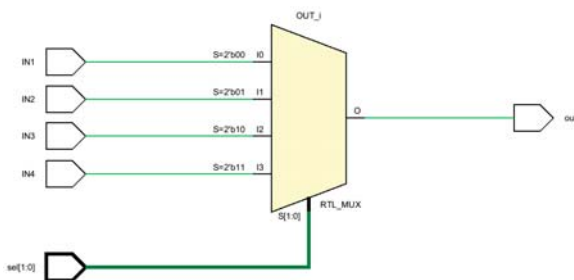 OUT_i
IN1 S=2'b00 I0
IN2 S=2'b01 I1
O
ou
IN3 S=2'b10 I2
IN4 S=2'b11 I3
S[1:0] RTL_MUX
sel[1:0]